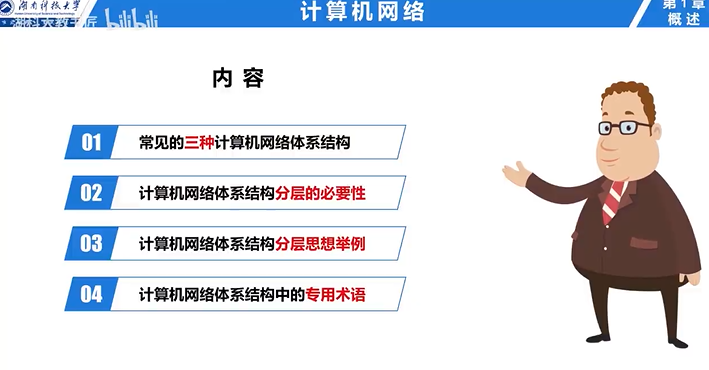 湖南科技大学
计算机网络
第1章
概述
湖科大教书匠 bilibili
内 容
01 常见的三种计算机网络体系结构
02 计算机网络体系结构分层的必要性
03 计算机网络体系结构分层思想举例
04 计算机网络体系结构中的专用术语